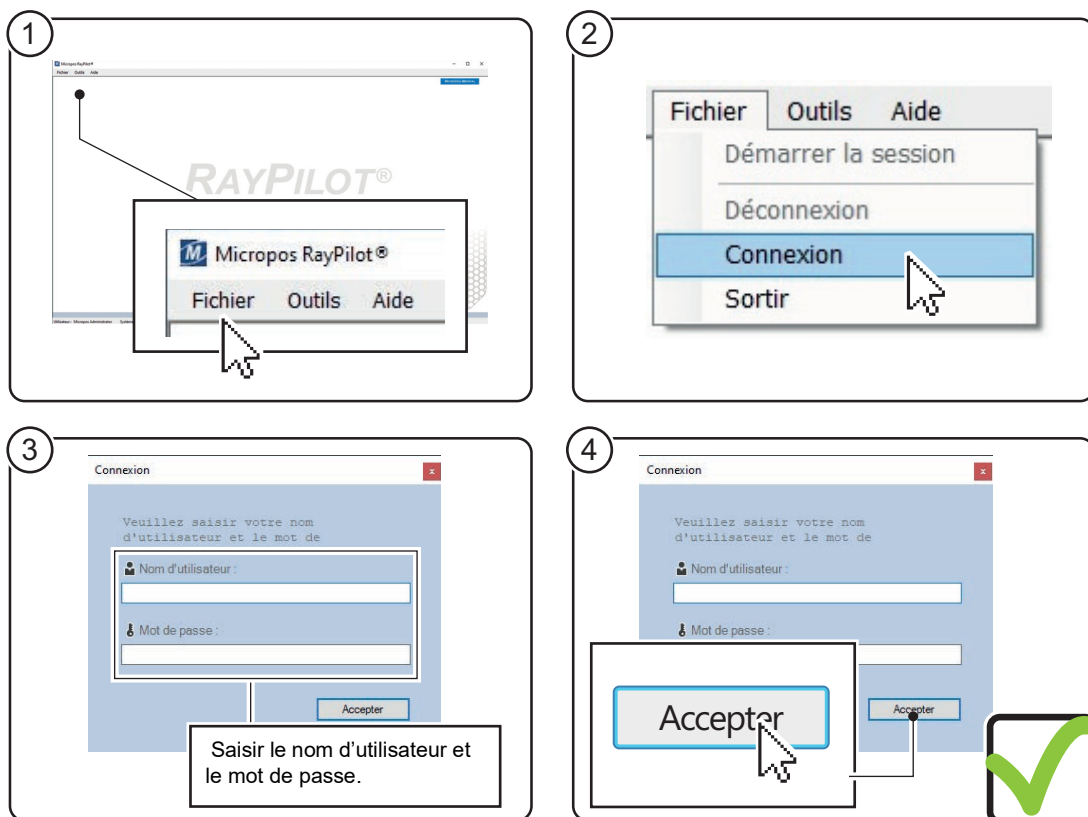 1
Micropos RayPilot®
Fichier Outils Aide
RAYPILOT®
Micropos RayPilot®
Fichier Outils Aide
Utilisateur : Micropos Administrator
2
Fichier Outils Aide
Démarrer la session
Déconnexion
Connexion
Sortir
3
Connexion
Veuillez saisir votre nom
d'utilisateur et le mot de
Nom d'utilisateur :
Mot de passe :
Accepter
Saisir le nom d’utilisateur et
le mot de passe.
4
Connexion
Veuillez saisir votre nom
d'utilisateur et le mot de
Nom d'utilisateur :
Mot de passe :
Accepter
Accepter